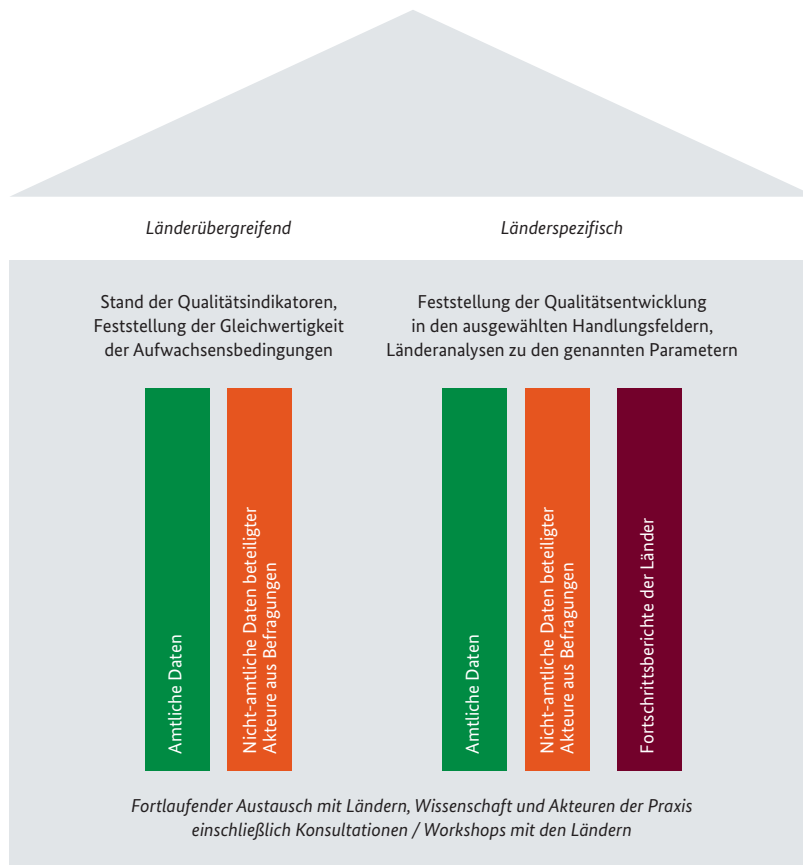 Länderübergreifend
Länderspezifisch
Stand der Qualitätsindikatoren,
Feststellung der Gleichwertigkeit
der Aufwachsensbedingungen
Feststellung der Qualitätsentwicklung
in den ausgewählten Handlungsfeldern,
Länderanalysen zu den genannten Parametern
Amtliche Daten
Nicht-amtliche Daten beteiligter
Akteure aus Befragungen
Amtliche Daten
Nicht-amtliche Daten beteiligter
Akteure aus Befragungen
Fortschrittsberichte der Länder
Fortlaufender Austausch mit Ländern, Wissenschaft und Akteuren der Praxis
einschließlich Konsultationen / Workshops mit den Ländern